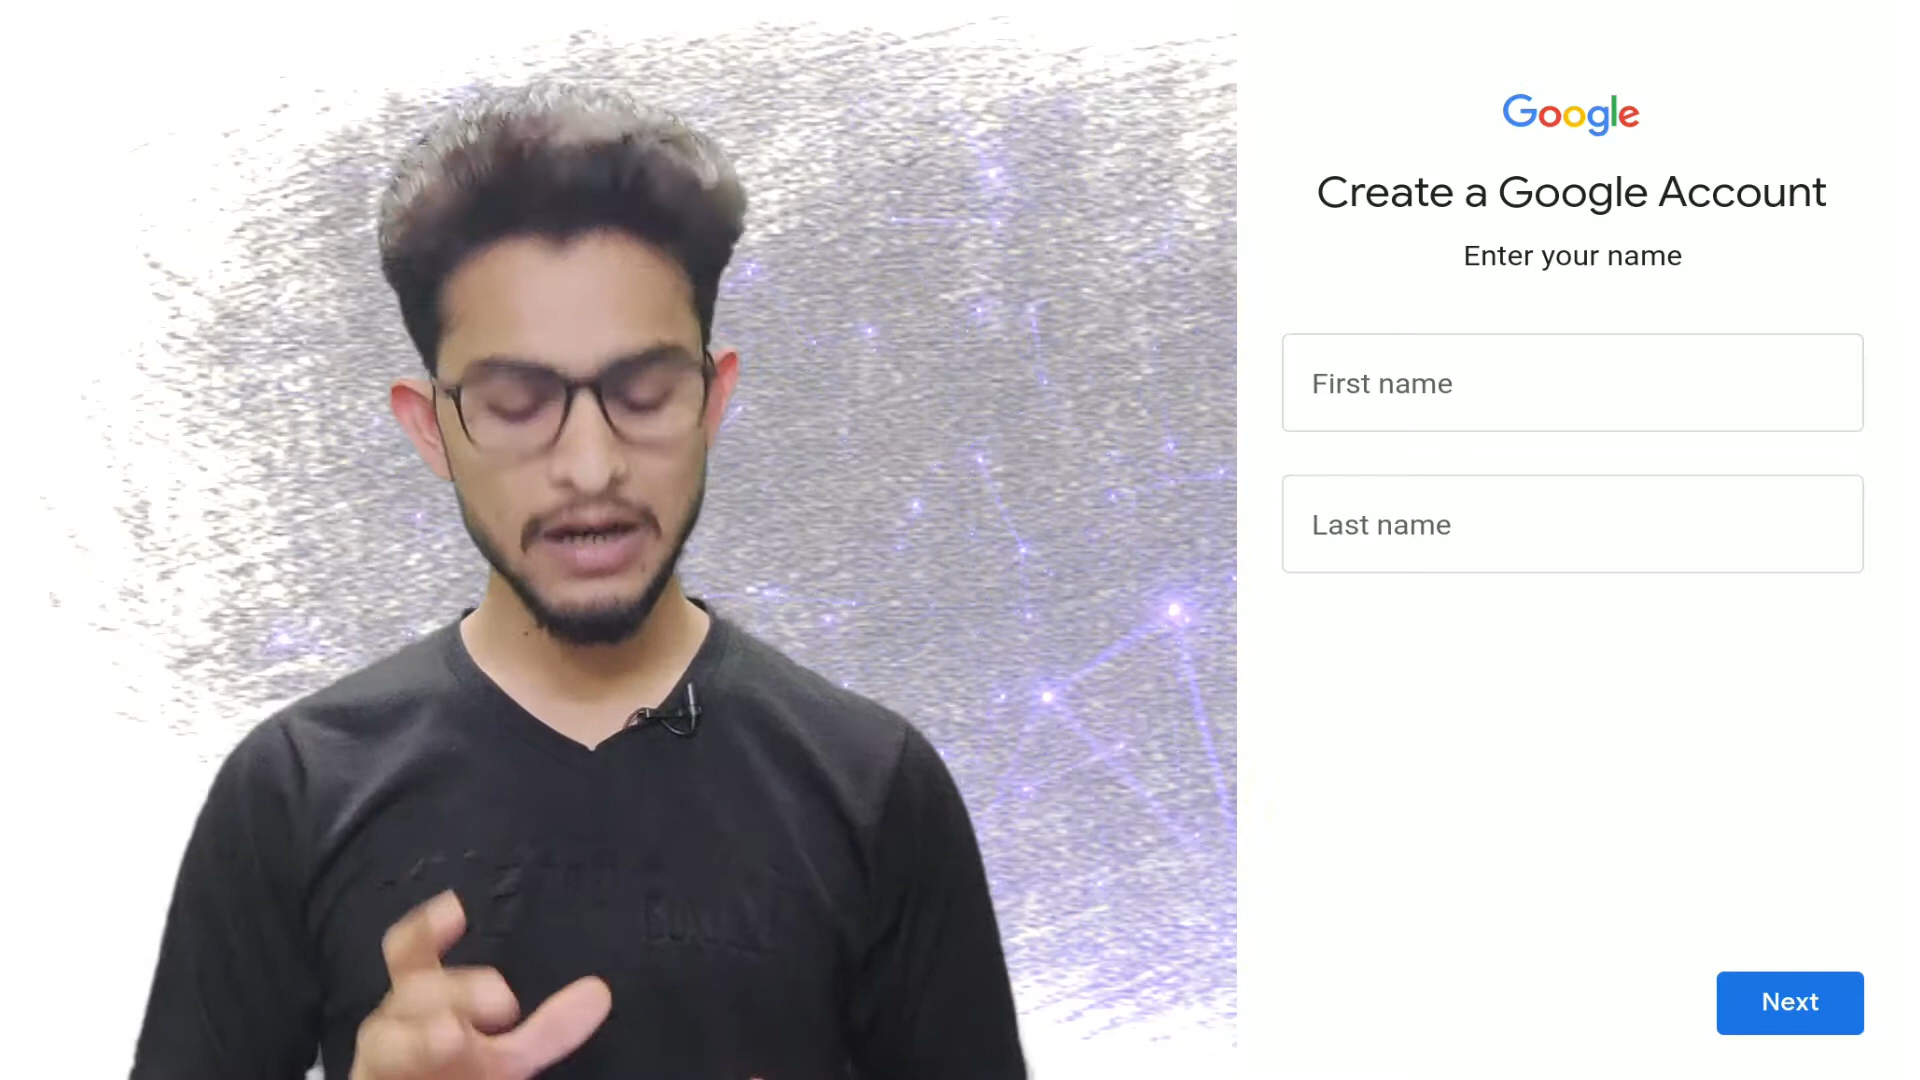 Google
Create a Google Account
Enter your name
First name
Last name
Next